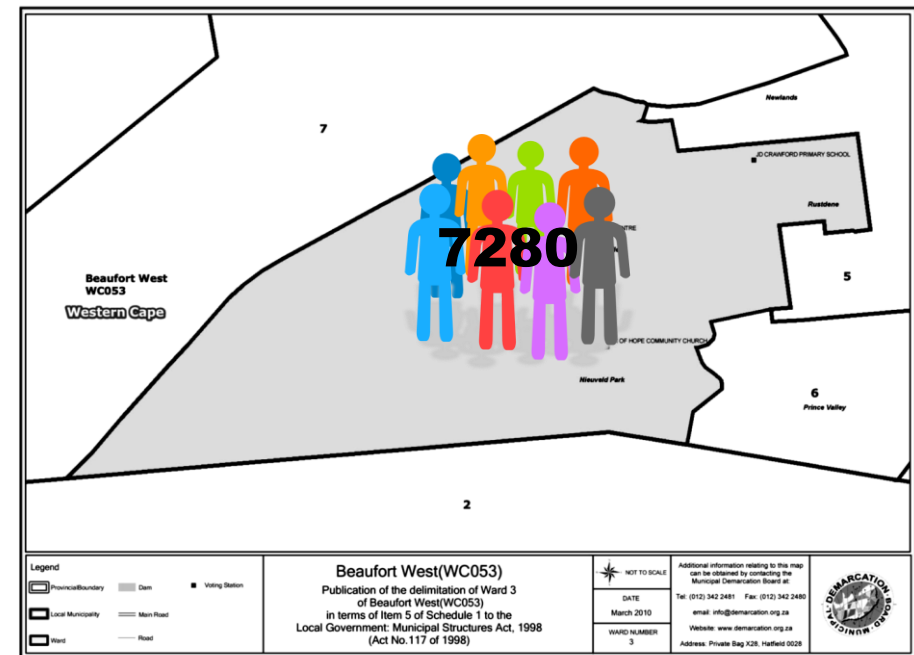 Newlands
7
JD CRAWFORD PRIMARY SCHOOL
Rustdene
7280
Beaufort West
WC053
5
Western Cape
OF HOPE COMMUNITY CHURCH
Nieuveld Park
6
Prince Valley
2
Legend
ProvincialBoundary
Dam
Voting Station
Local Municipality
Main Road
Ward
Road
Beaufort West(WC053)
Publication of the delimitation of Ward 3
of Beaufort West(WC053)
in terms of Item 5 of Schedule 1 to the
Local Government: Municipal Structures Act, 1998
(Act No.117 of 1998)
NOT TO SCALE
DATE
March 2010
WARD NUMBER
3
Additional information relating to this map
can be obtained by contacting the
Municipal Demarcation Board at:
Tel: (012) 342 2481 Fax: (012) 342 2480
email: info@demarcation.org.za
Website: www.demarcation.org.za
Address: Private Bag X28, Hatfield 0028
DEMARCATION BOARD MUNICIPAL